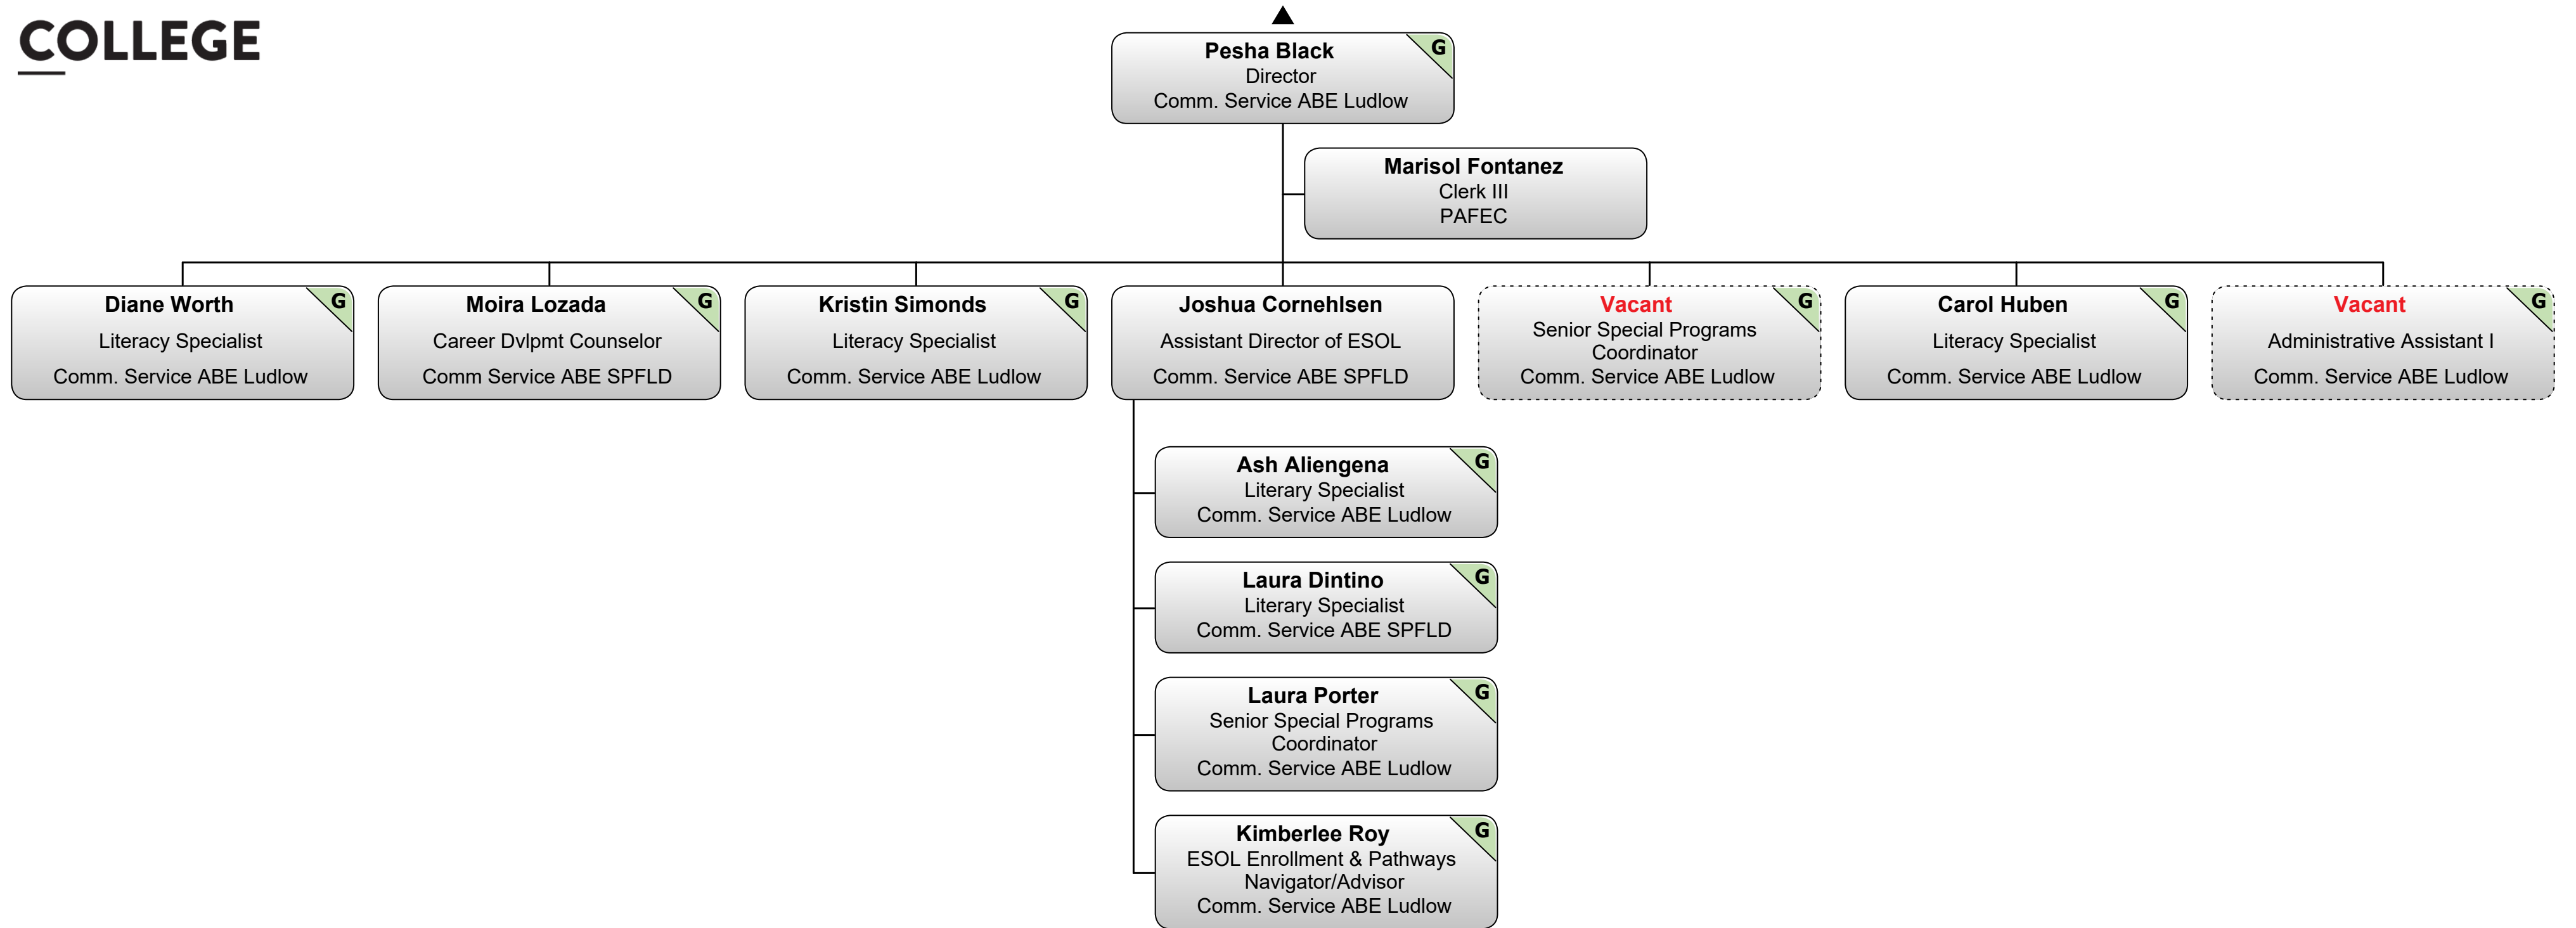 COLLEGE
Pesha Black
G
Director
Comm. Service ABE Ludlow
Marisol Fontanez
Clerk III
PAFEC
Diane Worth
G
Literacy Specialist
Comm. Service ABE Ludlow
Moira Lozada
G
Career Dvlpmt Counselor
Comm Service ABE SPFLD
Kristin Simonds
G
Literacy Specialist
Comm. Service ABE Ludlow
Joshua Cornehlsen
Assistant Director of ESOL
Comm. Service ABE SPFLD
Vacant
G
Senior Special Programs
Coordinator
Comm. Service ABE Ludlow
Carol Huben
G
Literacy Specialist
Comm. Service ABE Ludlow
Vacant
G
Administrative Assistant I
Comm. Service ABE Ludlow
Ash Aliengena
G
Literary Specialist
Comm. Service ABE Ludlow
Laura Dintino
G
Literary Specialist
Comm. Service ABE SPFLD
Laura Porter
G
Senior Special Programs
Coordinator
Comm. Service ABE Ludlow
Kimberlee Roy
G
ESOL Enrollment & Pathways
Navigator/Advisor
Comm. Service ABE Ludlow